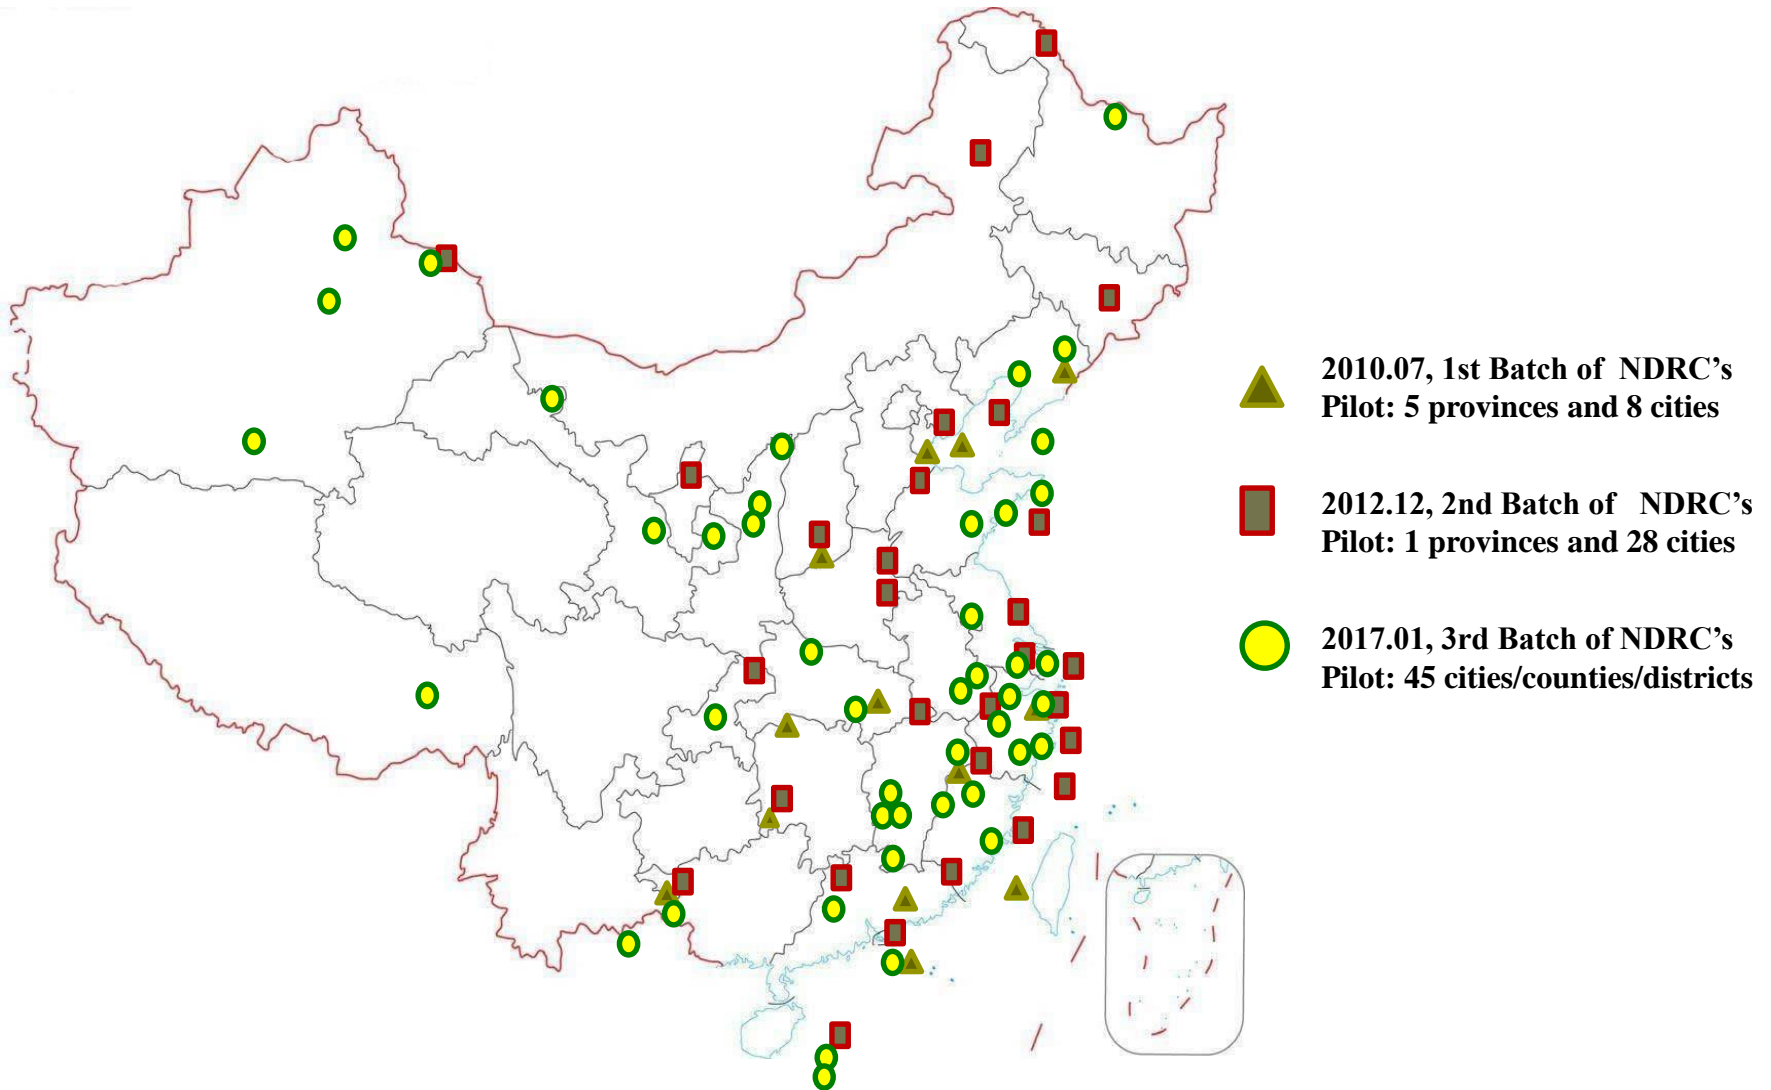 2010.07, 1st Batch of NDRC's
Pilot: 5 provinces and 8 cities
2012.12, 2nd Batch of NDRC's
Pilot: 1 provinces and 28 cities
2017.01, 3rd Batch of NDRC's
Pilot: 45 cities/counties/districts